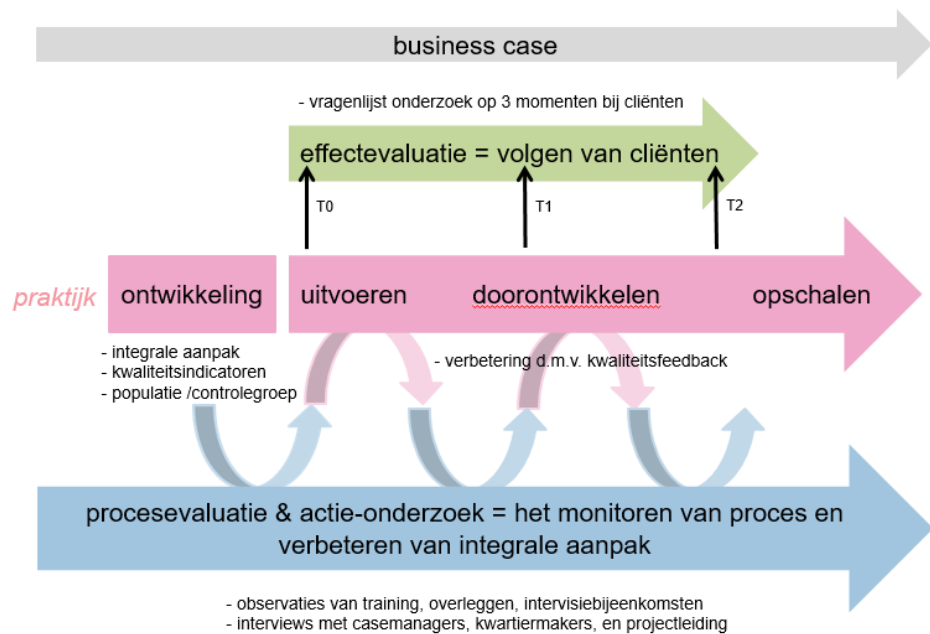 business case
- vragenlijst onderzoek op 3 momenten bij cliënten
effectevaluatie = volgen van cliënten
T0
T1
T2
praktijk
ontwikkeling
uitvoeren
doorontwikkelen
opschalen
- integrale aanpak
- kwaliteitsindicatoren
- populatie /controlegroep
- verbetering d.m.v. kwaliteitsfeedback
procesevaluatie & actie-onderzoek = het monitoren van proces en
verbeteren van integrale aanpak
- observaties van training, overleggen, intervisiebijeenkomsten
- interviews met casemanagers, kwartiermakers, en projectleiding